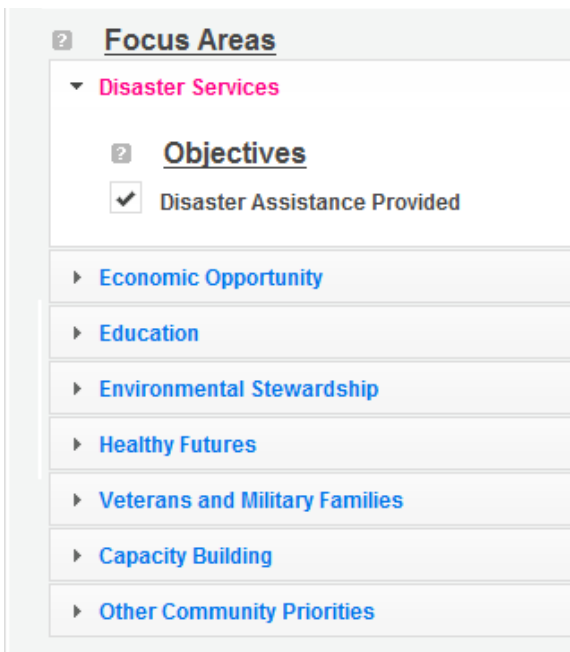 ? Focus Areas
Disaster Services
? Objectives
Disaster Assistance Provided
Economic Opportunity
Education
Environmental Stewardship
Healthy Futures
Veterans and Military Families
Capacity Building
Other Community Priorities